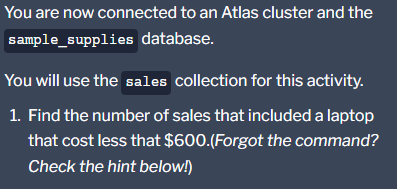 You are now connected to an Atlas cluster and the
sample_supplies database.
You will use the sales collection for this activity.
1. Find the number of sales that included a laptop
that cost less that $600.(Forgot the command?
Check the hint below!)